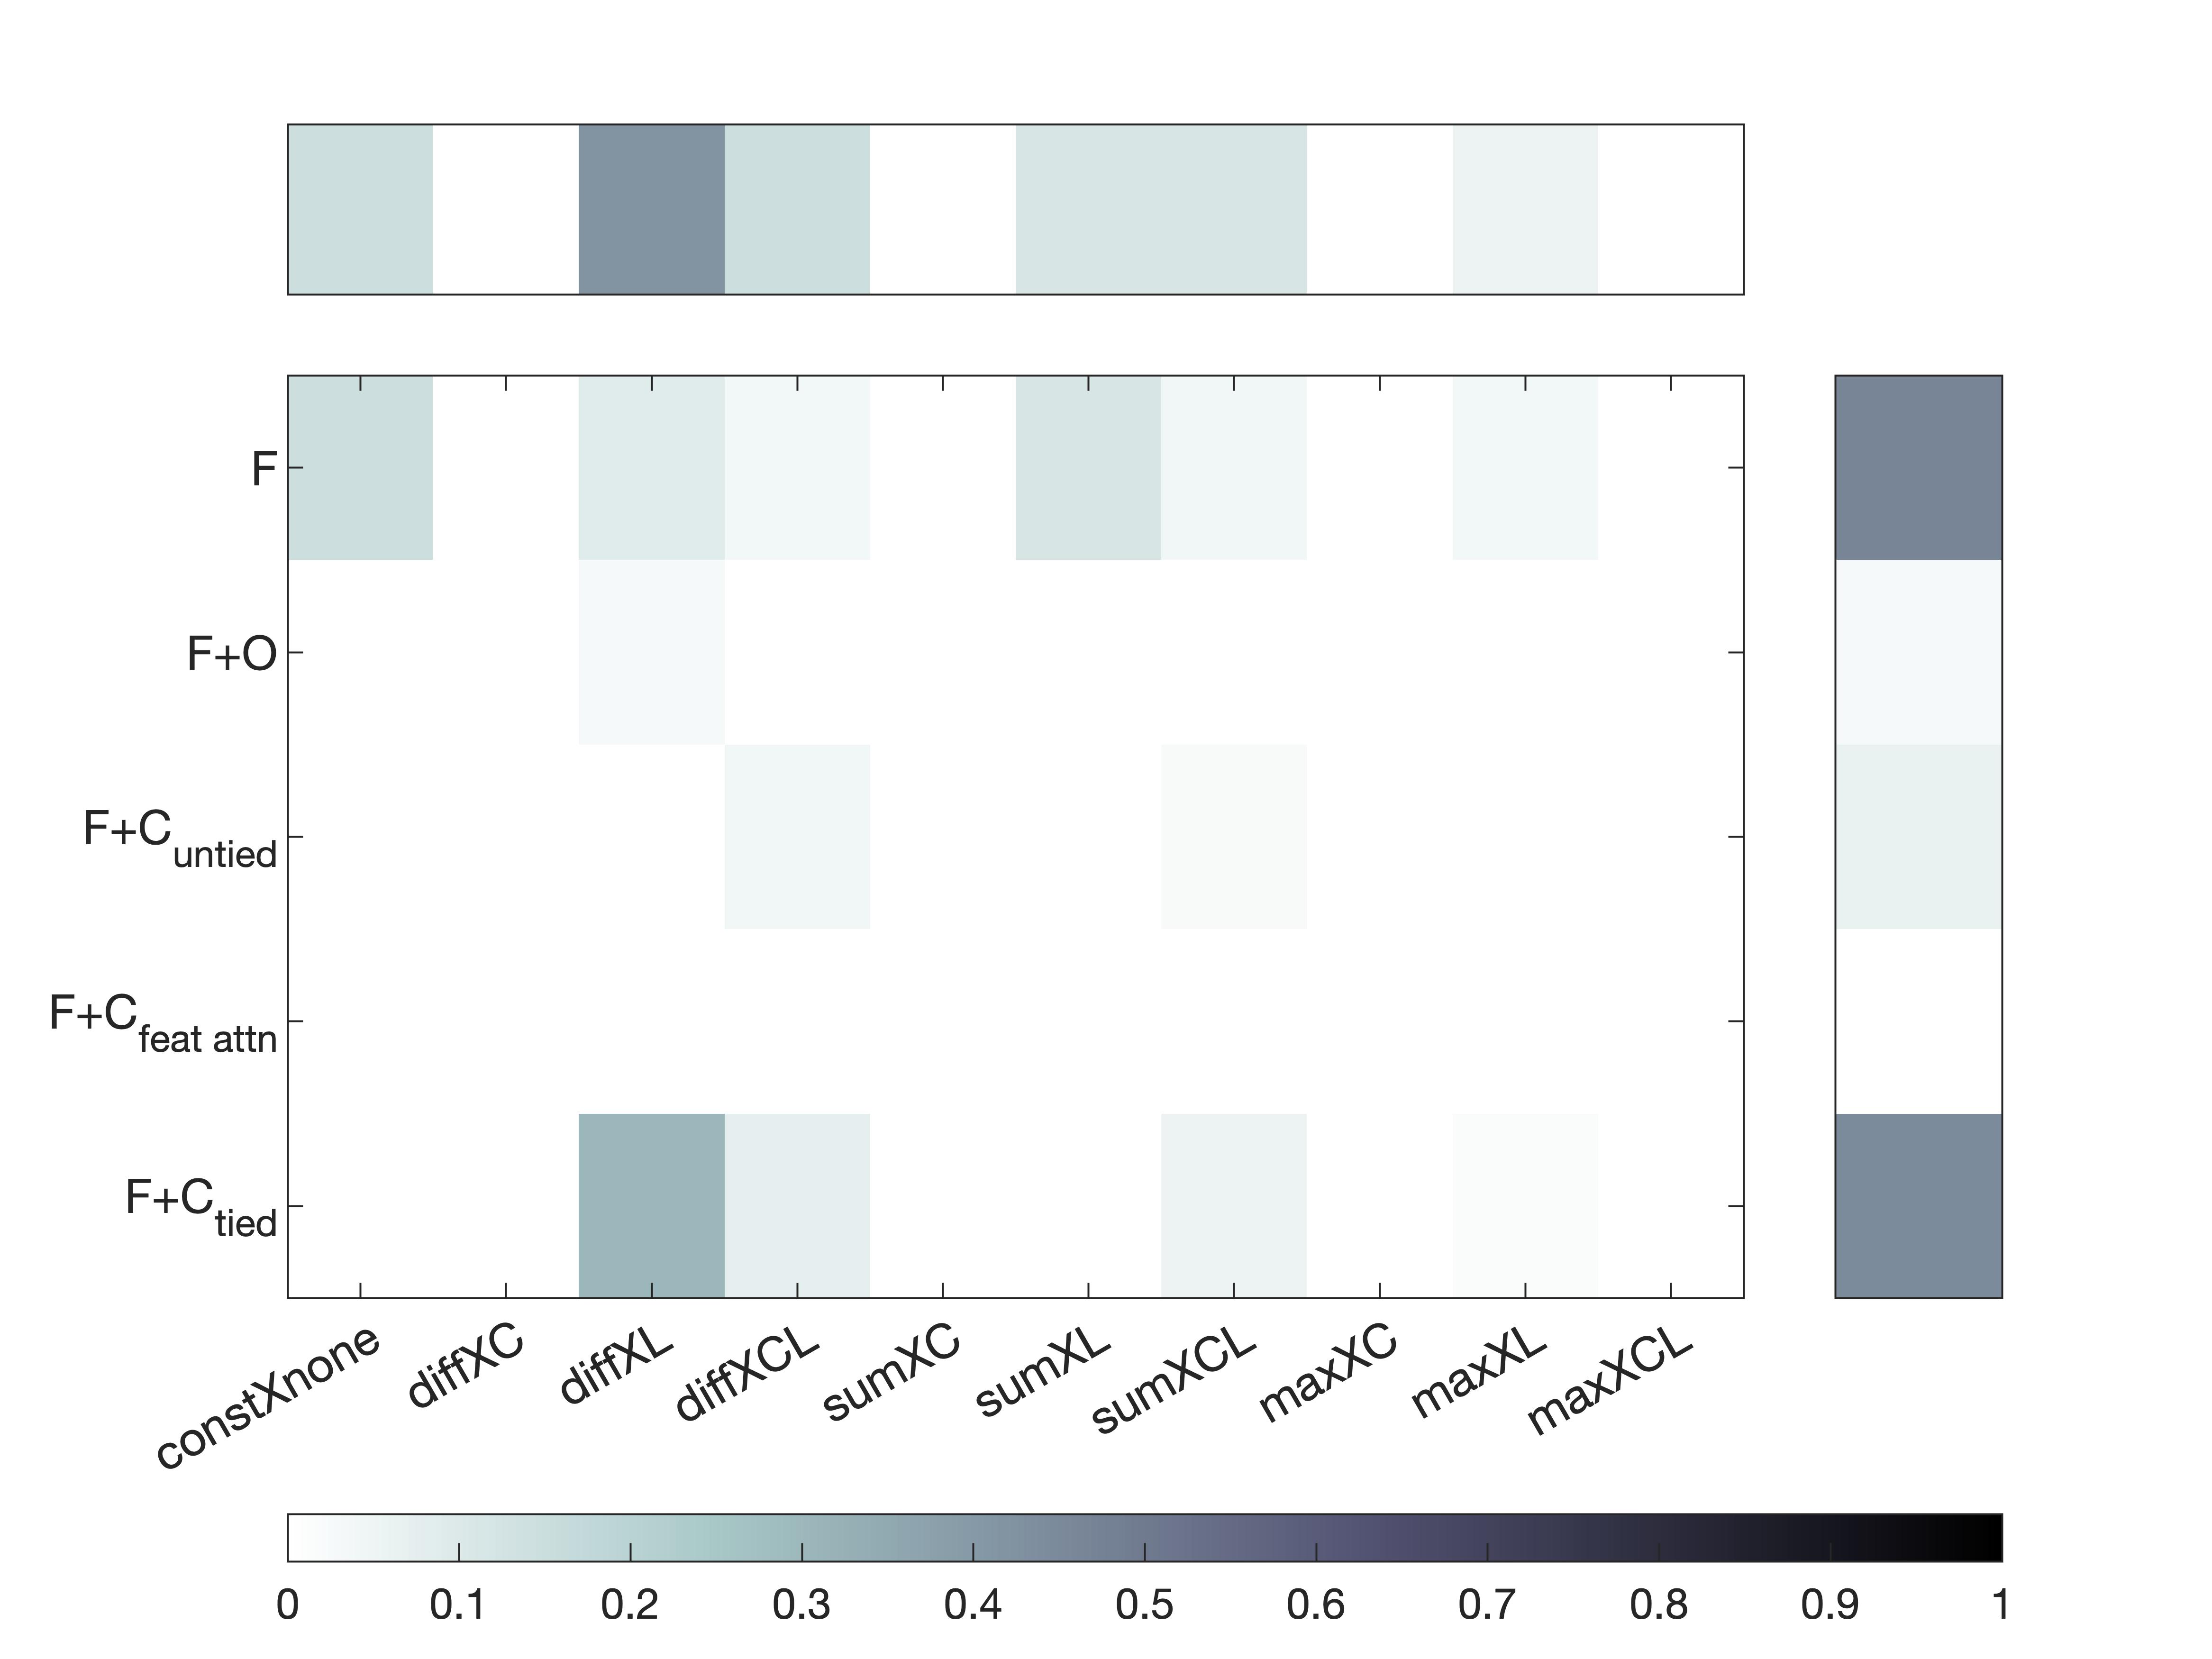 F
F+O
F+C untied
F+C feat attn
F+C tied
constXnone diffXC diffXL diffXCL sumXC sumXL sumXCL maxXC maxXL maxXCL
0 0.1 0.2 0.3 0.4 0.5 0.6 0.7 0.8 0.9 1